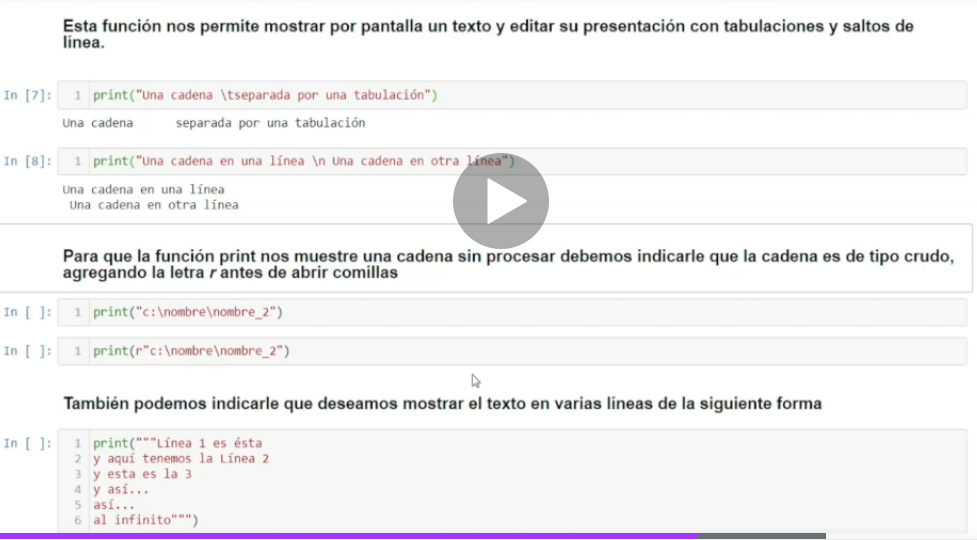 Esta función nos permite mostrar por pantalla un texto y editar su presentación con tabulaciones y saltos de
línea.
In [7]: 1 print("Una cadena \tseparada por una tabulación")
Una cadena      separada por una tabulación
In [8]: 1 print("Una cadena en una línea \n Una cadena en otra línea")
Una cadena en una línea
 Una cadena en otra línea
Para que la función print nos muestre una cadena sin procesar debemos indicarle que la cadena es de tipo crudo,
agregando la letra r antes de abrir comillas
In [ ]: 1 print("c:\nombre\nombre_2")
In [ ]: 1 print(r"c:\nombre\nombre_2")
También podemos indicarle que deseamos mostrar el texto en varias líneas de la siguiente forma
In [ ]: 1 print("""Línea 1 es ésta
2 y aquí tenemos la Línea 2
3 y esta es la 3
4 y así...
5 así...
6 al infinito""")